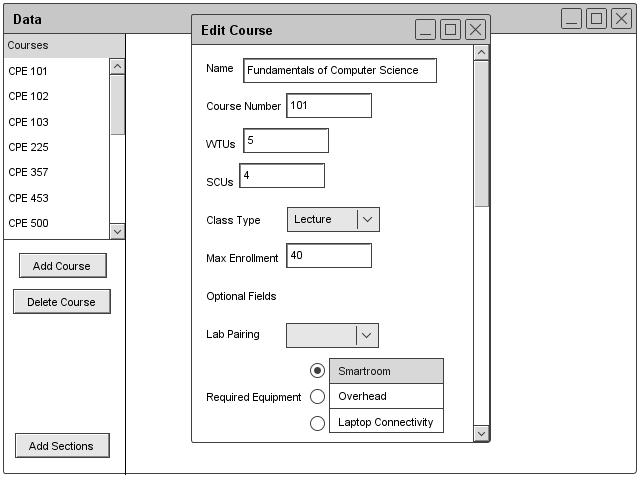 Data
Courses
CPE 101
CPE 102
CPE 103
CPE 225
CPE 357
CPE 453
CPE 500
Add Course
Delete Course
Add Sections
Edit Course
Name Fundamentals of Computer Science
Course Number 101
WTUs 5
SCUs 4
Class Type Lecture
Max Enrollment 40
Optional Fields
Lab Pairing
Required Equipment
Smartroom
Overhead
Laptop Connectivity